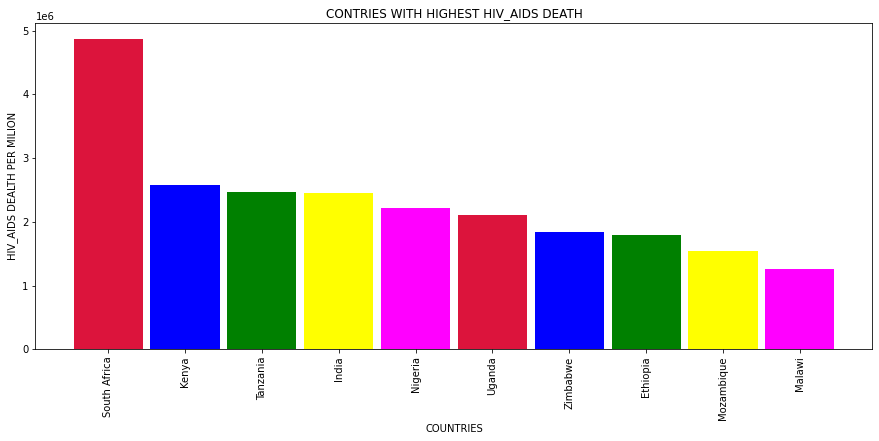 CONTRIES WITH HIGHEST HIV_AIDS DEATH
1e6
5
4
3
2
1
0
HIV_AIDS DEALTH PER MILION
South Africa
Kenya
Tanzania
India
Nigeria
Uganda
Zimbabwe
Ethiopia
Mozambique
Malawi
COUNTRIES